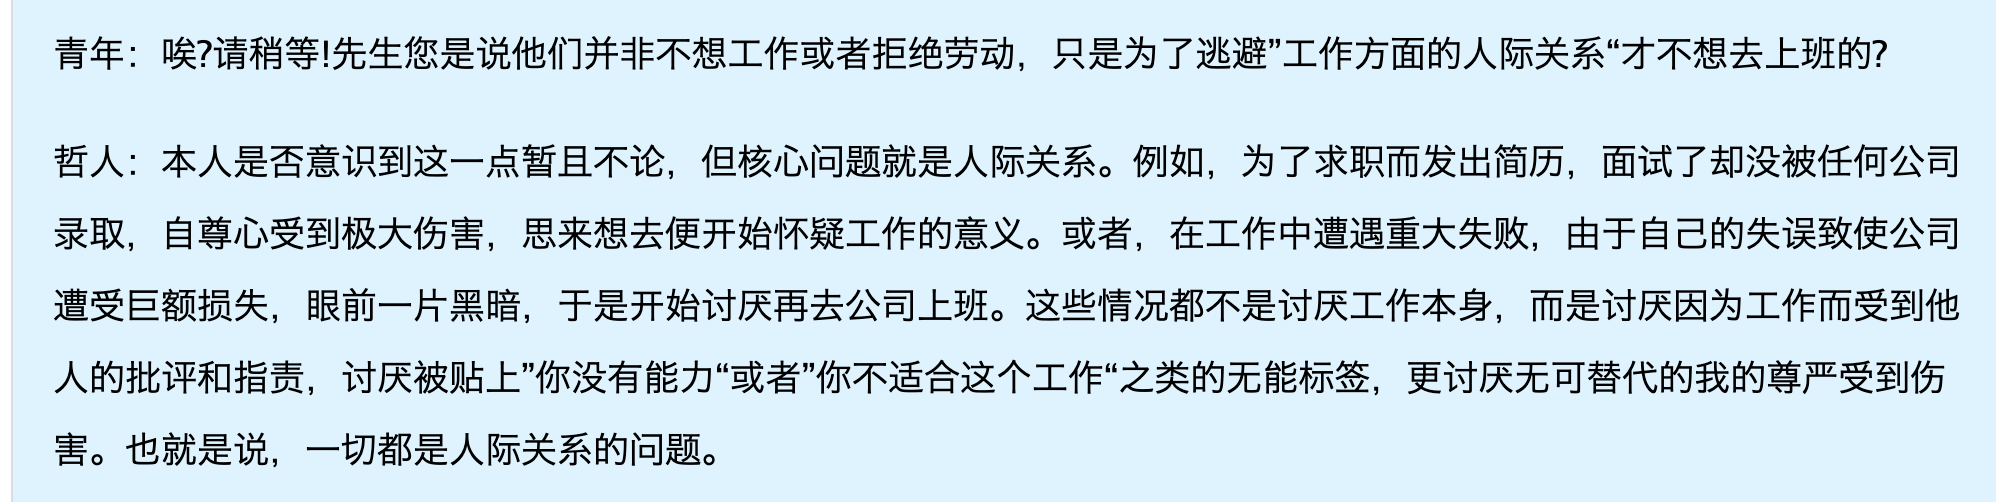 青年：唉?请稍等!先生您是说他们并非不想工作或者拒绝劳动，只是为了逃避”工作方面的人际关系“才不想去上班的?
哲人：本人是否意识到这一点暂且不论，但核心问题就是人际关系。例如，为了求职而发出简历，面试了却没被任何公司
录取，自尊心受到极大伤害，思来想去便开始怀疑工作的意义。或者，在工作中遭遇重大失败，由于自己的失误致使公司
遭受巨额损失，眼前一片黑暗，于是开始讨厌再去公司上班。这些情况都不是讨厌工作本身，而是讨厌因为工作而受到他
人的批评和指责，讨厌被贴上”你没有能力“或者”你不适合这个工作“之类的无能标签，更讨厌无可替代的我的尊严受到伤
害。也就是说，一切都是人际关系的问题。